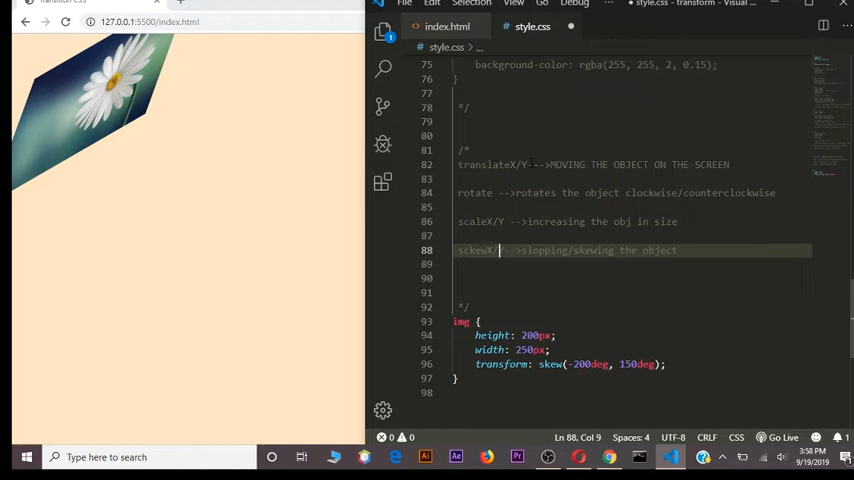 Transition CSS
File Edit Selection View Go Debug
• style.css - transform - Visual ...
127.0.0.1:5500/index.html
index.html
style.css
style.css > ...
75 background-color: rgba(255, 255, 2, 0.15);
76 }
77
78 */
79
80
81 /*
82 translateX/Y--->MOVING THE OBJECT ON THE SCREEN
83
84 rotate -->rotates the object clockwise/counterclockwise
85
86 scaleX/Y -->increasing the obj in size
87
88 sckewX/Y-->slopping/skewing the object
89
90
91
92 */
93 img {
94 height: 200px;
95 width: 250px;
96 transform: skew(-200deg, 150deg);
97 }
98
0 0 Ln 88, Col 9 Spaces: 4 UTF-8 CRLF CSS Go Live 1
Type here to search
3:58 PM
9/19/2019